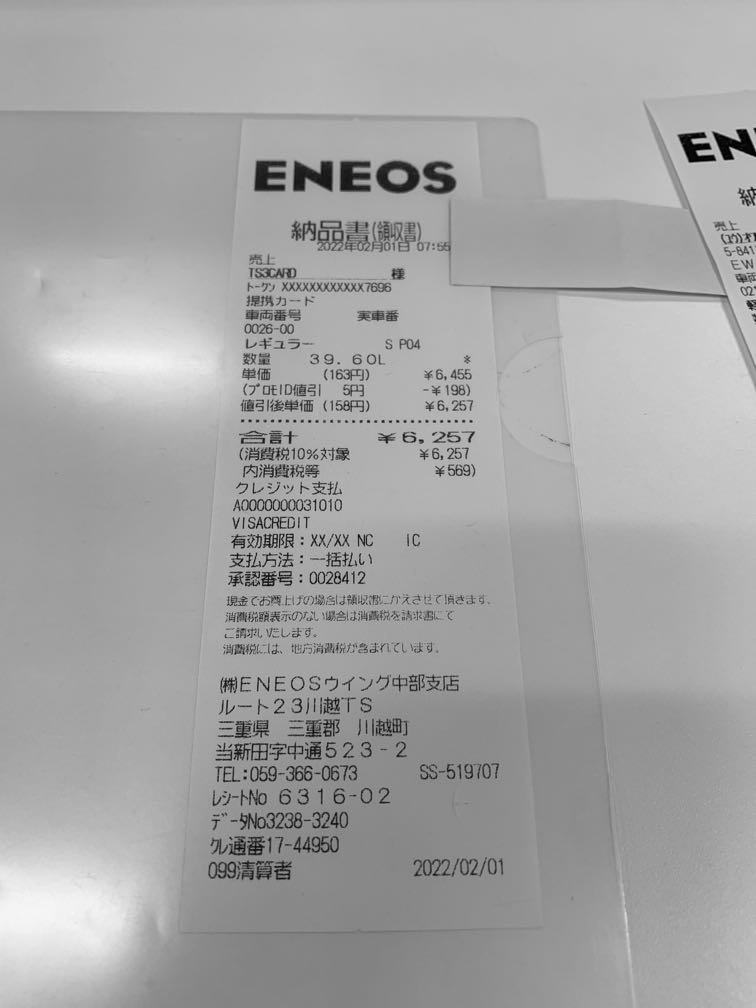 ENEOS
納品書(領収書)
2022年02月01日 07:55
売上
TS3CARD 様
トークン XXXXXXXXXXXX7696
提携カード
車両番号 実車番
0026-00
レギュラー S P04
数量 39.60L *
単価 (163円) ¥6,455
(プロモID値引 5円 -¥198)
値引後単価 (158円) ¥6,257
合計 ¥6,257
(消費税10%対象 ¥6,257
内消費税等 ¥569)
クレジット支払
A0000000031010
VISACREDIT
有効期限:XX/XX NC IC
支払方法:一括払い
承認番号:0028412
現金でお買上げの場合は領収書にかえさせて頂きます。
消費税額表示のない場合は消費税を請求書にて
ご請求いたします。
消費税には、地方消費税が含まれています。
㈱ENEOSウイング中部支店
ルート23川越TS
三重県 三重郡 川越町
当新田字中通523-2
TEL:059-366-0673 SS-519707
レシートNo 6316-02
データNo3238-3240
クレ通番17-44950
099清算者 2022/02/01
EN
売上
5-841
EW